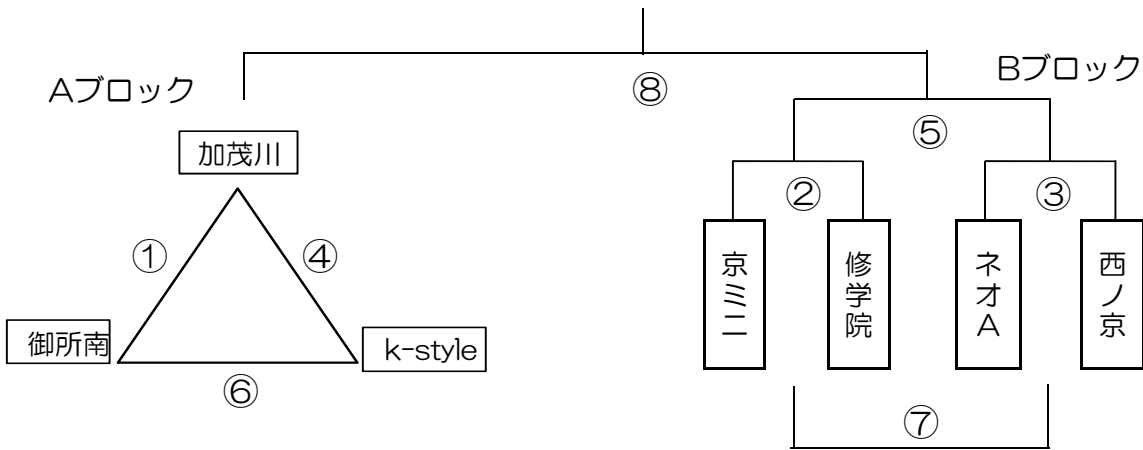 Aブロック
⑧
Bブロック
⑤
加茂川
②
③
①
④
京ミニ
修学院
ネオA
西ノ京
御所南
k-style
⑥
⑦